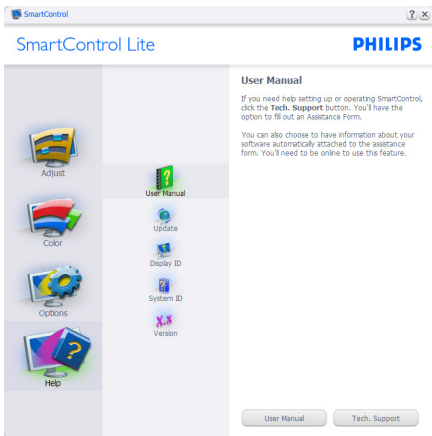 SmartControl
SmartControl Lite
PHILIPS
Adjust
Color
Options
Help
User Manual
Update
Display ID
System ID
X.X
Version
User Manual
If you need help setting up or operating SmartControl,
click the Tech. Support button. You'll have the
option to fill out an Assistance Form.
You can also choose to have information about your
software automatically attached to the assistance
form. You'll need to be online to use this feature.
User Manual
Tech. Support